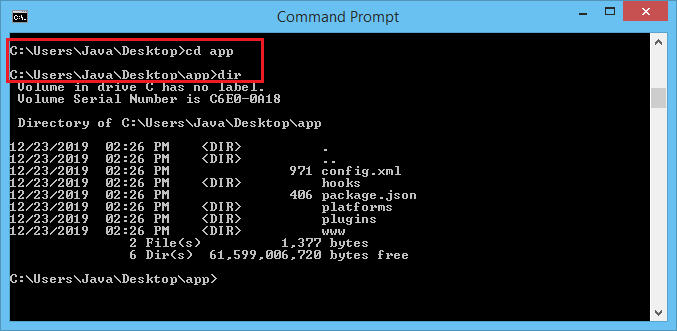 Command Prompt
C:\Users\Java\Desktop>cd app
C:\Users\Java\Desktop\app>dir
Volume in drive C has no label.
Volume Serial Number is C6E0-0A18
Directory of C:\Users\Java\Desktop\app
12/23/2019  02:26 PM    <DIR>          .
12/23/2019  02:26 PM    <DIR>          ..
12/23/2019  02:26 PM               971 config.xml
12/23/2019  02:26 PM    <DIR>          hooks
12/23/2019  02:26 PM               406 package.json
12/23/2019  02:26 PM    <DIR>          platforms
12/23/2019  02:26 PM    <DIR>          plugins
12/23/2019  02:26 PM    <DIR>          www
2 File(s)          1,377 bytes
6 Dir(s)  61,599,006,720 bytes free
C:\Users\Java\Desktop\app>